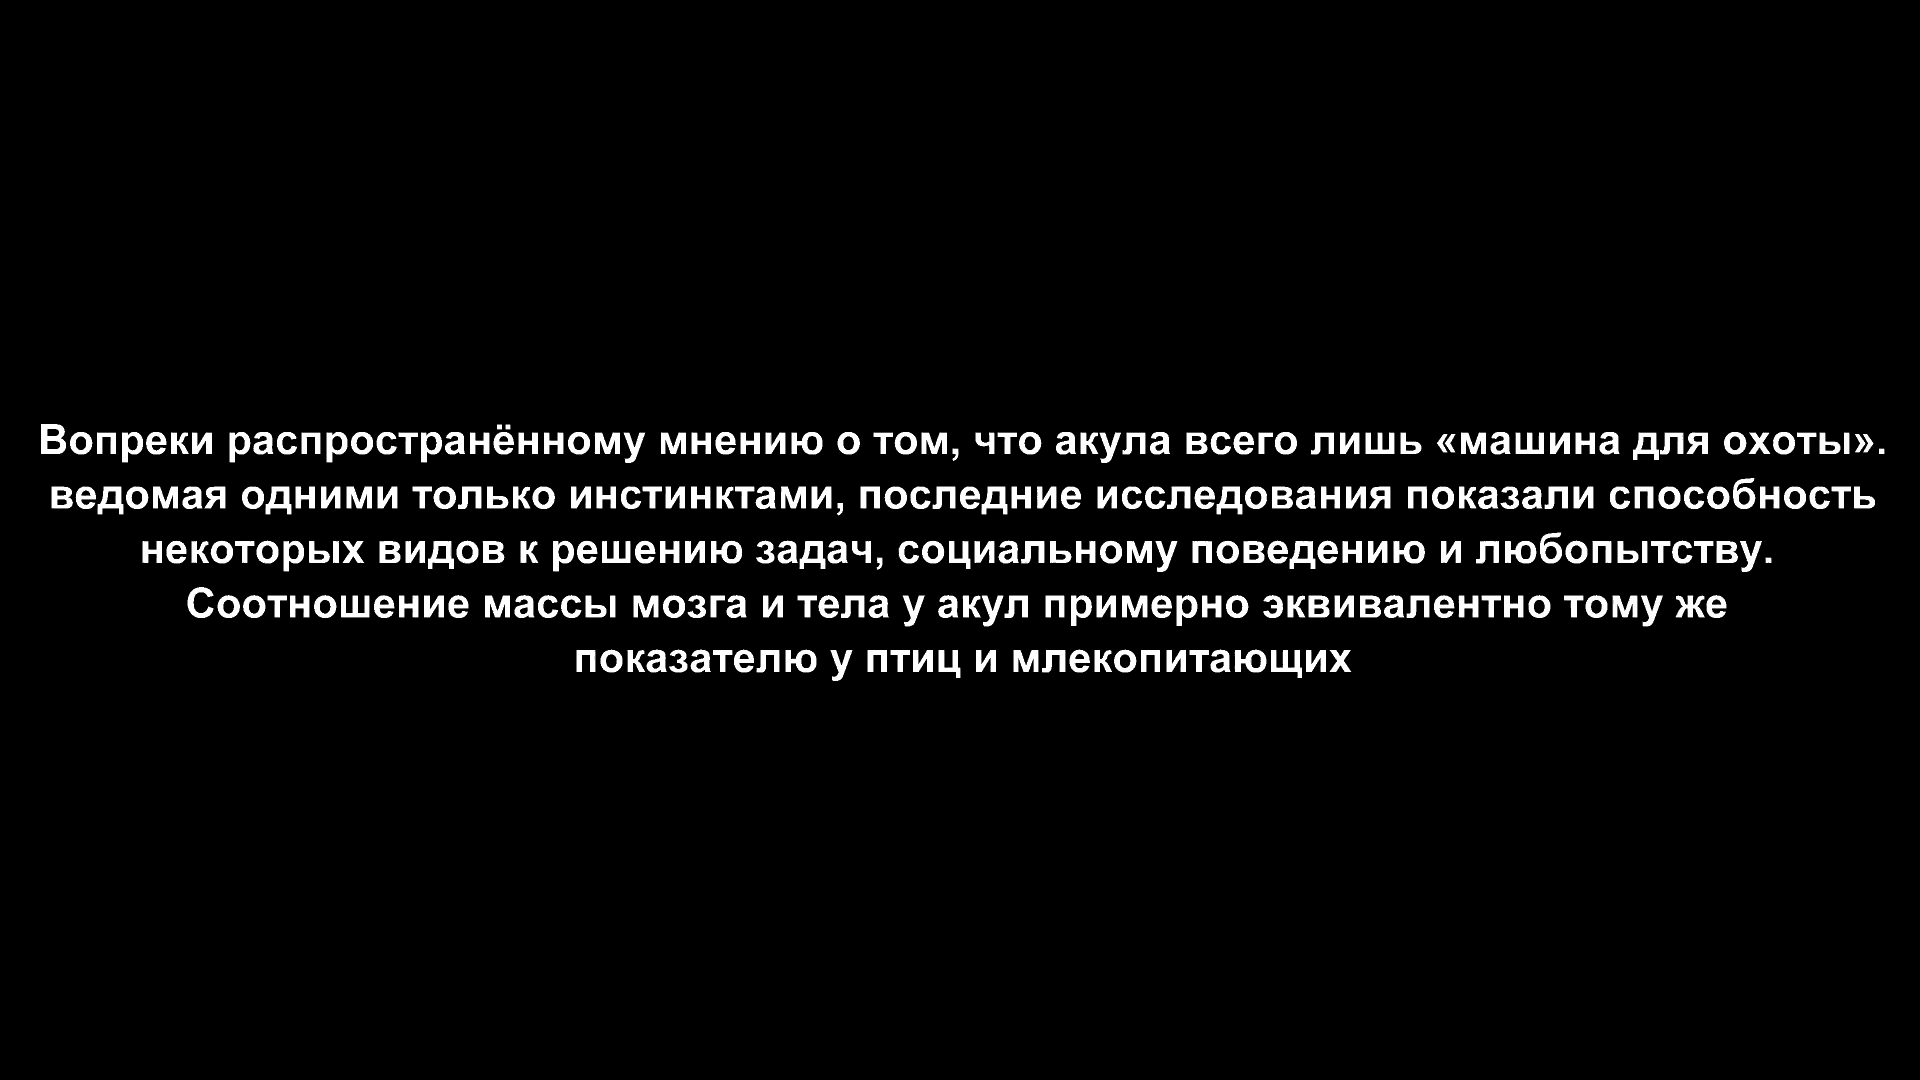 Вопреки распространённому мнению о том, что акула всего лишь «машина для охоты».
ведомая одними только инстинктами, последние исследования показали способность
некоторых видов к решению задач, социальному поведению и любопытству.
Соотношение массы мозга и тела у акул примерно эквивалентно тому же
показателю у птиц и млекопитающих